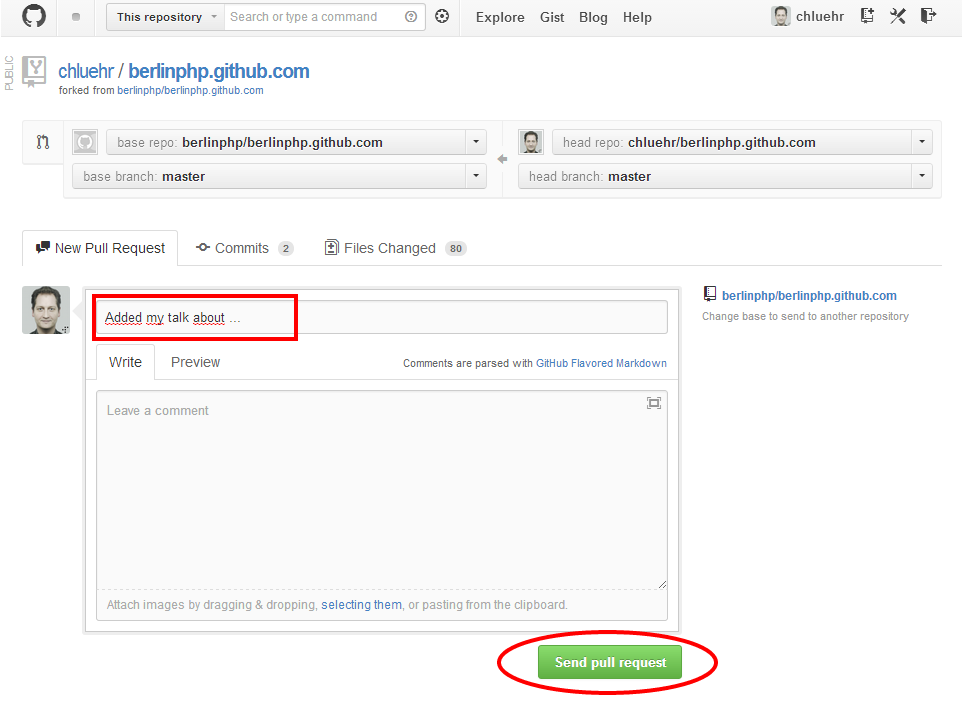 This repository Search or type a command Explore Gist Blog Help chluehr
PUBLIC
chluehr / berlinphp.github.com
forked from berlinphp/berlinphp.github.com
base repo: berlinphp/berlinphp.github.com head repo: chluehr/berlinphp.github.com
base branch: master head branch: master
New Pull Request Commits 2 Files Changed 80
berlinphp/berlinphp.github.com
Change base to send to another repository
Added my talk about ...
Write Preview Comments are parsed with GitHub Flavored Markdown
Leave a comment
Attach images by dragging & dropping, selecting them, or pasting from the clipboard.
Send pull request